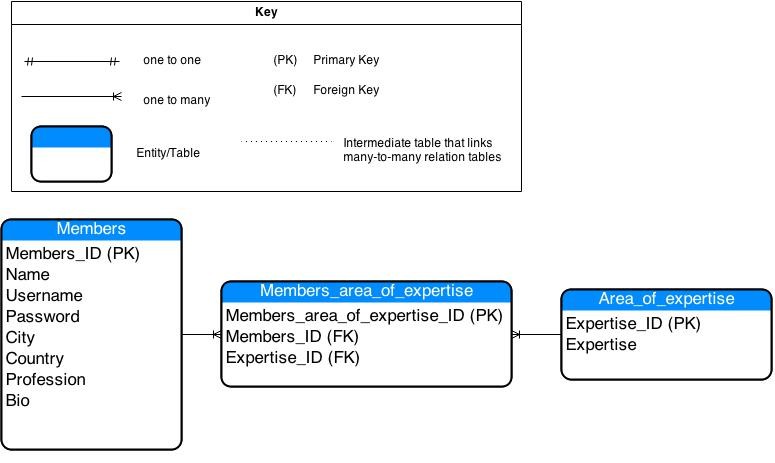 Key
one to one
(PK) Primary Key
one to many
(FK) Foreign Key
Entity/Table
Intermediate table that links
many-to-many relation tables
Members
Members_ID (PK)
Name
Username
Password
City
Country
Profession
Bio
Members_area_of_expertise
Members_area_of_expertise_ID (PK)
Members_ID (FK)
Expertise_ID (FK)
Area_of_expertise
Expertise_ID (PK)
Expertise